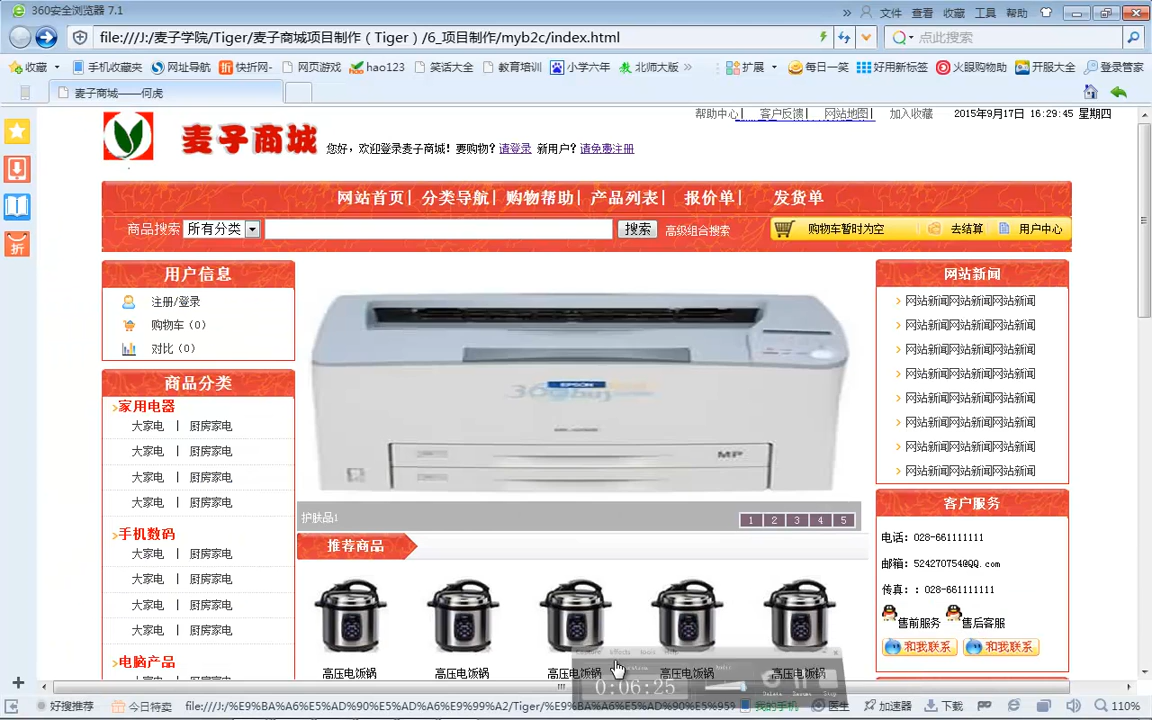 360安全浏览器 7.1
» 文件 查看 收藏 工具 帮助
file:///J:/麦子学院/Tiger/麦子商城项目制作（Tiger）/6_项目制作/myb2c/index.html
点此搜索
收藏 手机收藏夹 网址导航 快折网- 网页游戏 hao123 笑话大全 教育培训 小学六年 北师大版 » 扩展 每日一笑 好用新标签 火眼购物助 开服大全 登录管家
麦子商城——何虎
折
帮助中心| 客户反馈| 网站地图| 加入收藏 2015年9月17日 16:29:45 星期四
麦子商城 您好，欢迎登录麦子商城！要购物？请登录 新用户？请免费注册
网站首页| 分类导航| 购物帮助| 产品列表| 报价单| 发货单
商品搜索 所有分类 搜索 高级组合搜索 购物车暂时为空 去结算 用户中心
用户信息
注册/登录
购物车（0）
对比（0）
商品分类
家用电器
大家电 | 厨房家电
大家电 | 厨房家电
大家电 | 厨房家电
大家电 | 厨房家电
手机数码
大家电 | 厨房家电
大家电 | 厨房家电
大家电 | 厨房家电
大家电 | 厨房家电
电脑产品
EPSON
360buy
MP
护肤品1 1 2 3 4 5
推荐商品
高压电饭锅 高压电饭锅 高压电饭锅 高压电饭锅 高压电饭锅
Capture Effects Tools
0:06:25 Delete Resume Stop
网站新闻
网站新闻网站新闻网站新闻
网站新闻网站新闻网站新闻
网站新闻网站新闻网站新闻
网站新闻网站新闻网站新闻
网站新闻网站新闻网站新闻
网站新闻网站新闻网站新闻
网站新闻网站新闻网站新闻
网站新闻网站新闻网站新闻
客户服务
电话：028-661111111
邮箱：524270754@QQ.com
传真：：028-661111111
售前服务 售后客服
和我联系 和我联系
好搜推荐 今日特卖 file:///J:/%E9%BA%A6%E5%AD%90%E5%AD%A6%E9%99%A2/Tiger/%E9%BA%A6%E5%AD%90%E5%95% 我的手机 医生 加速器 下载 110%